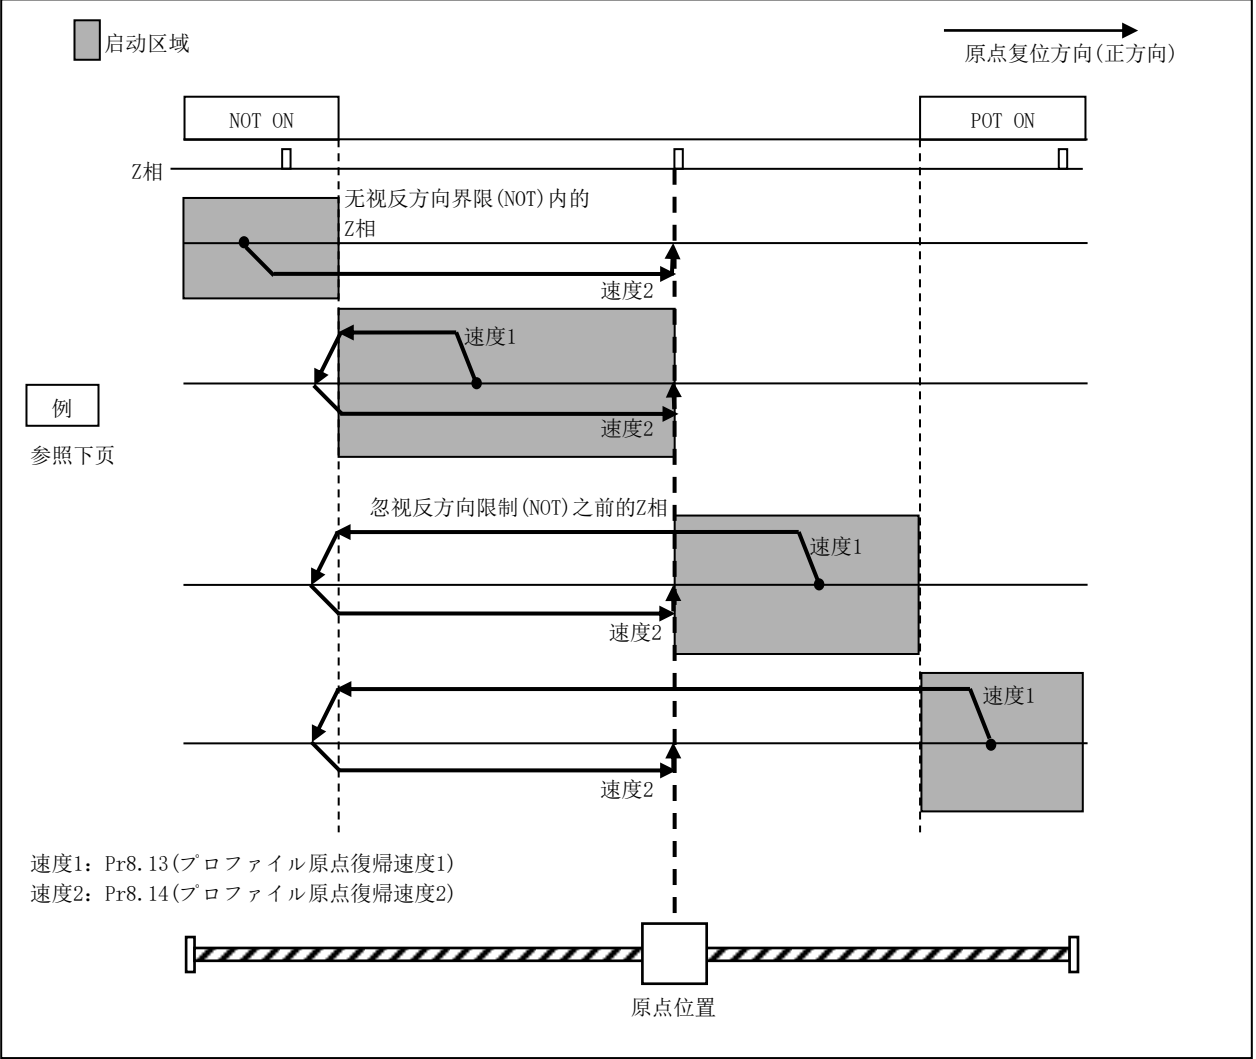 启动区域
原点复位方向(正方向)
NOT ON
POT ON
Z相
无视反方向界限(NOT)内的
Z相
速度2
速度1
例
速度2
参照下页
忽视反方向限制(NOT)之前的Z相
速度1
速度2
速度1
速度2
速度1：Pr8.13(プロファイル原点復帰速度1)
速度2：Pr8.14(プロファイル原点復帰速度2)
原点位置